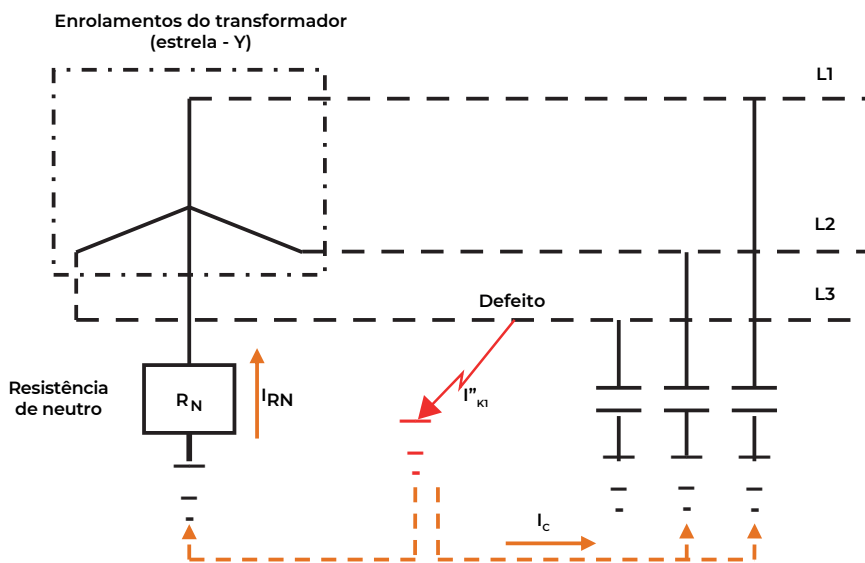 Enrolamentos do transformador
(estrela - Y)
L1
L2
L3
Defeito
Resistência
de neutro
RN
IRN
I"K1
IC